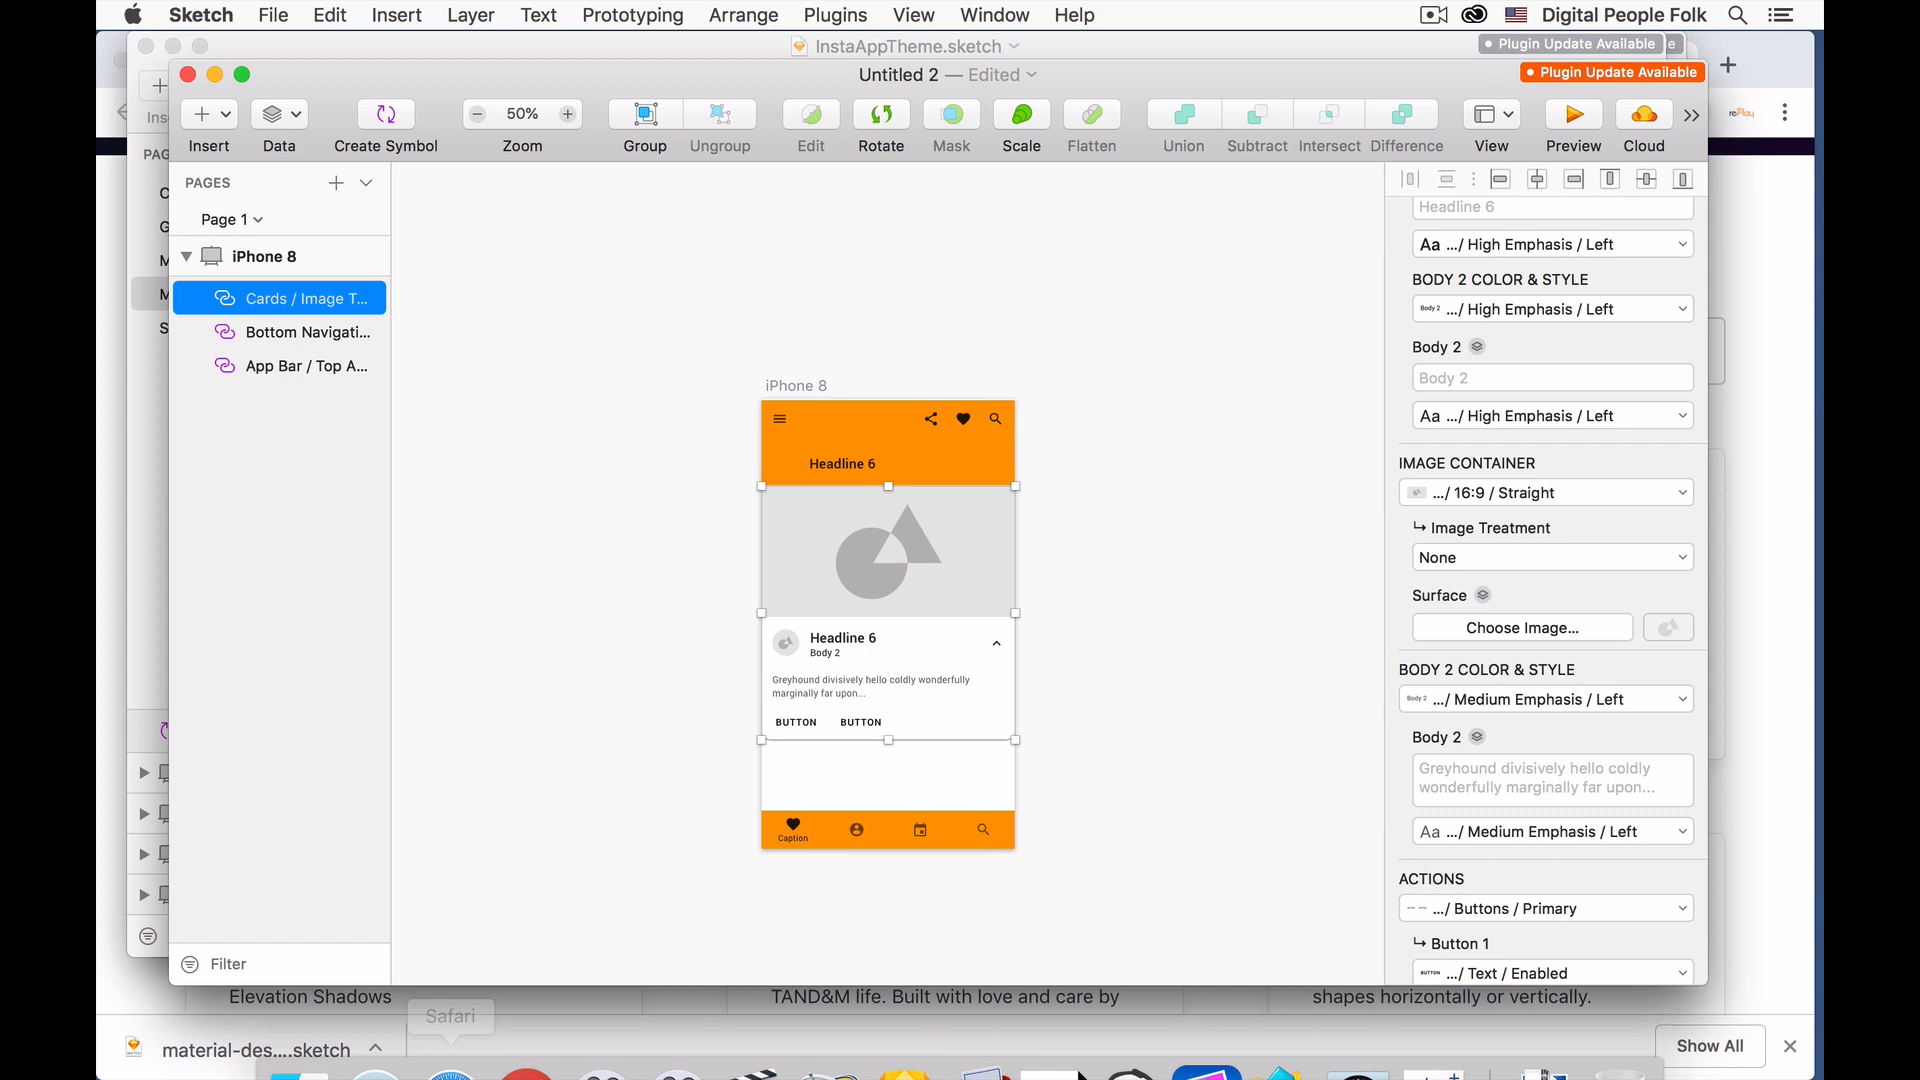 Sketch File Edit Insert Layer Text Prototyping Arrange Plugins View Window Help Digital People Folk
InstaAppTheme.sketch
Plugin Update Available e
Untitled 2 — Edited
Plugin Update Available
50%
Insert Data Create Symbol Zoom Group Ungroup Edit Rotate Mask Scale Flatten Union Subtract Intersect Difference View Preview Cloud
Ins
PAG
PAGES
Page 1
C
G
M
M
S
iPhone 8
Cards / Image T...
Bottom Navigati...
App Bar / Top A...
Filter
iPhone 8
Headline 6
Headline 6
Body 2
Greyhound divisively hello coldly wonderfully
marginally far upon...
BUTTON BUTTON
Caption
Headline 6
Aa .../ High Emphasis / Left
BODY 2 COLOR & STYLE
Body 2 .../ High Emphasis / Left
Body 2
Body 2
Aa .../ High Emphasis / Left
IMAGE CONTAINER
.../ 16:9 / Straight
↳ Image Treatment
None
Surface
Choose Image...
BODY 2 COLOR & STYLE
Body 2 .../ Medium Emphasis / Left
Body 2
Greyhound divisively hello coldly
wonderfully marginally far upon...
Aa .../ Medium Emphasis / Left
ACTIONS
.../ Buttons / Primary
↳ Button 1
BUTTON .../ Text / Enabled
rePlay
Elevation Shadows
TAND&M life. Built with love and care by
shapes horizontally or vertically.
Safari
material-des....sketch
Show All